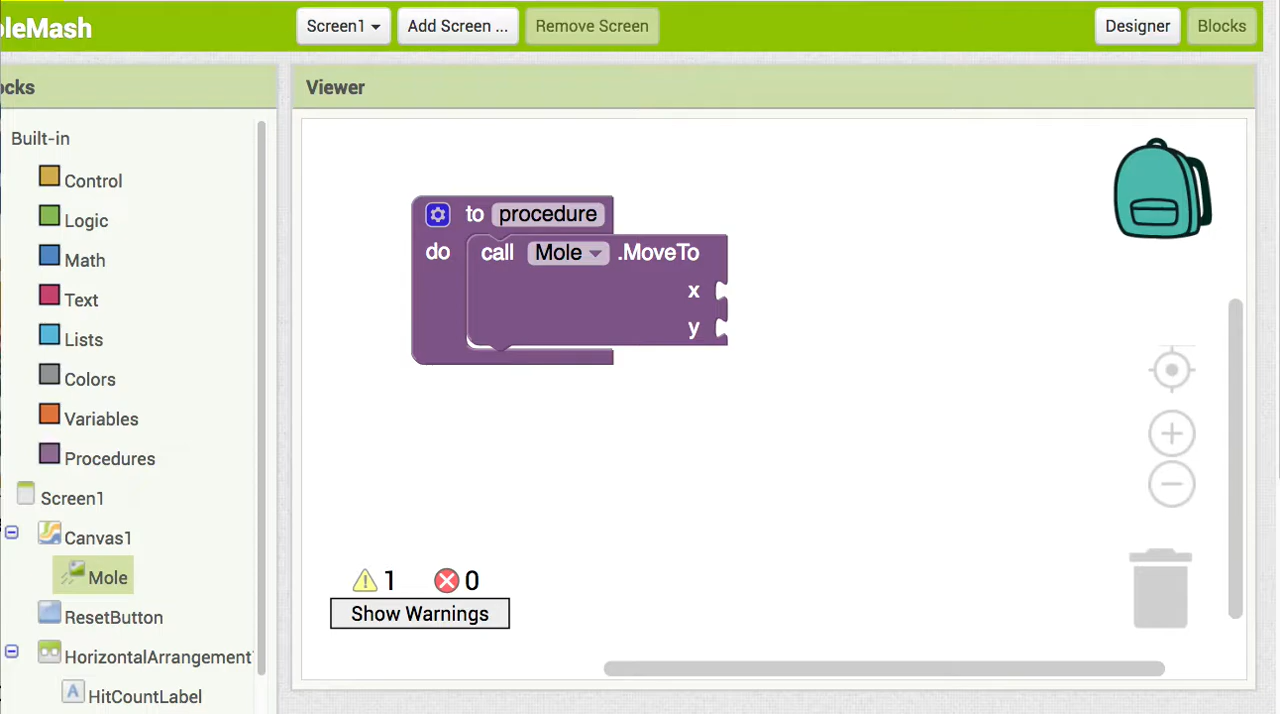 oleMash
Screen1
Add Screen ...
Remove Screen
Designer
Blocks
ocks
Viewer
Built-in
Control
Logic
Math
Text
Lists
Colors
Variables
Procedures
Screen1
Canvas1
Mole
ResetButton
HorizontalArrangement
HitCountLabel
to procedure
do call Mole .MoveTo
x
y
1
0
Show Warnings